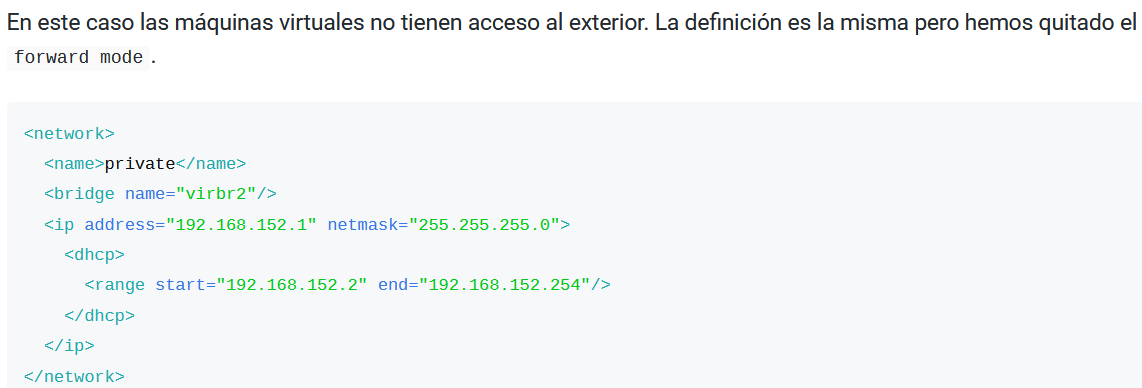 En este caso las máquinas virtuales no tienen acceso al exterior. La definición es la misma pero hemos quitado el
forward mode .
<network>
  <name>private</name>
  <bridge name="virbr2"/>
  <ip address="192.168.152.1" netmask="255.255.255.0">
    <dhcp>
      <range start="192.168.152.2" end="192.168.152.254"/>
    </dhcp>
  </ip>
</network>